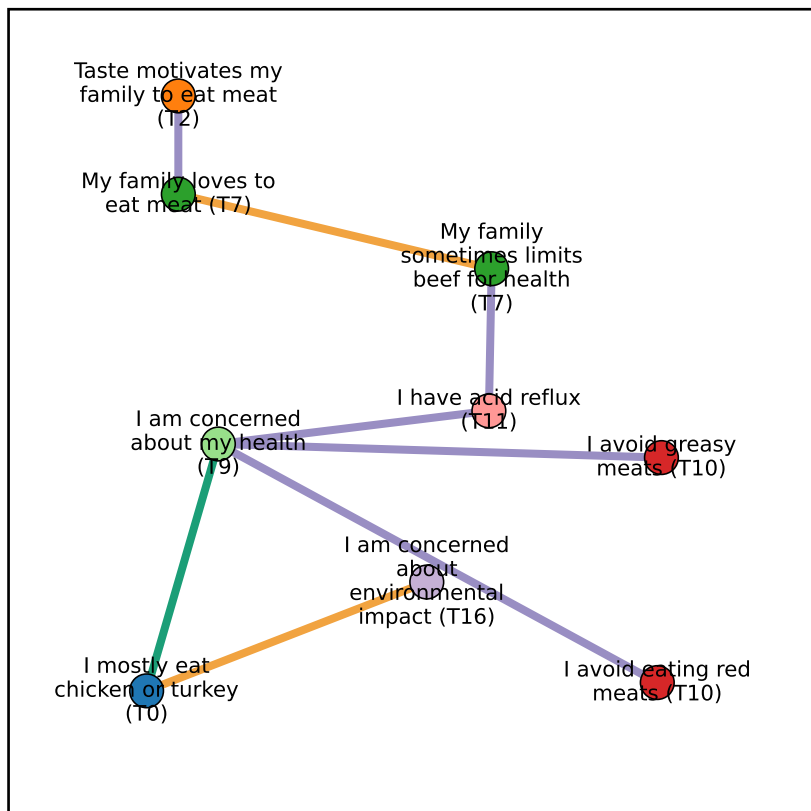 Taste motivates my
family to eat meat
(T2)
My family loves to
eat meat (T7)
My family
sometimes limits
beef for health
(T7)
I have acid reflux
(T11)
I am concerned
about my health
(T9)
I avoid greasy
meats (T10)
I am concerned
about
environmental
impact (T16)
I mostly eat
chicken or turkey
(T0)
I avoid eating red
meats (T10)